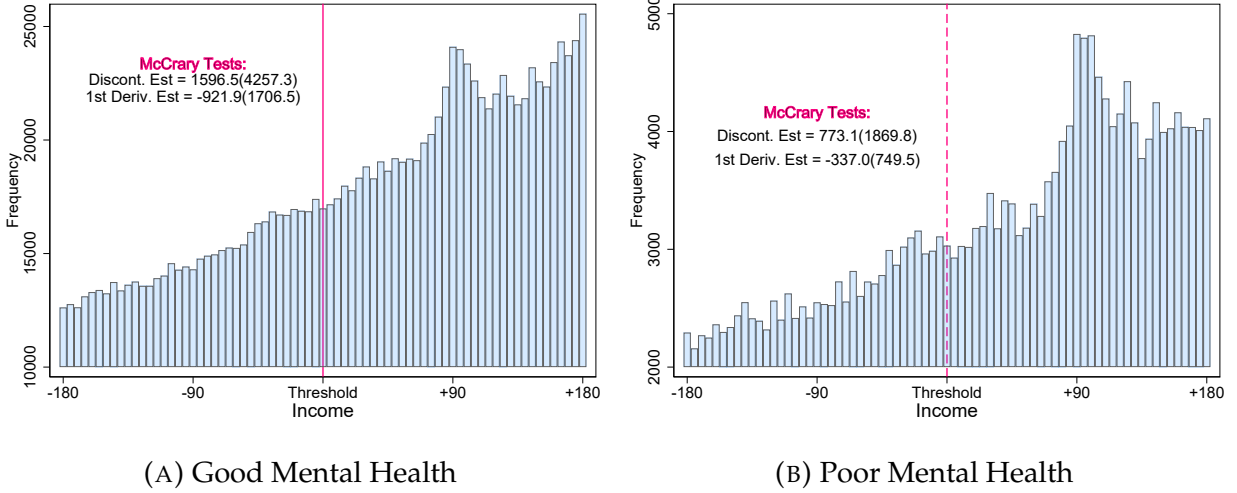 25000
20000
15000
10000
Frequency
McCrary Tests:
Discont. Est = 1596.5(4257.3)
1st Deriv. Est = -921.9(1706.5)
-180
-90
Threshold
+90
+180
Income
(A) Good Mental Health
5000
4000
3000
2000
Frequency
McCrary Tests:
Discont. Est = 773.1(1869.8)
1st Deriv. Est = -337.0(749.5)
-180
-90
Threshold
+90
+180
Income
(B) Poor Mental Health